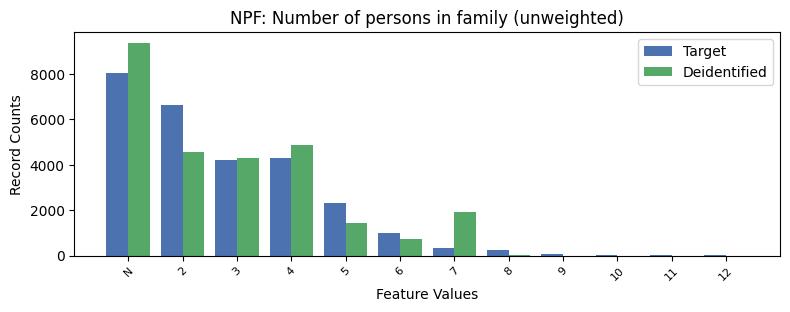 NPF: Number of persons in family (unweighted)
Target
Deidentified
Record Counts
8000
6000
4000
2000
0
N 2 3 4 5 6 7 8 9 10 11 12
Feature Values